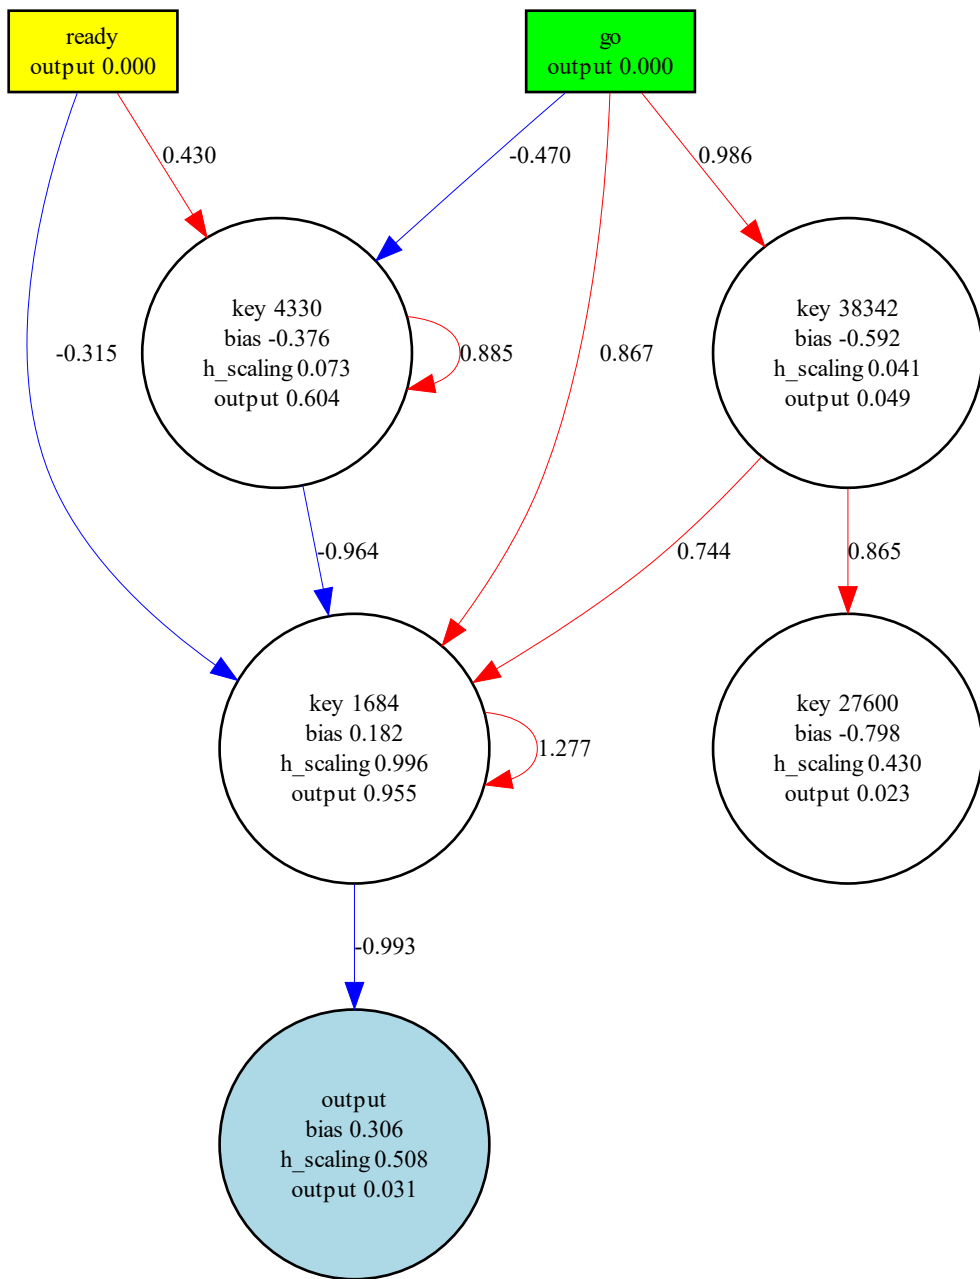 ready
output 0.000
go
output 0.000
0.430
-0.470
0.986
key 4330
bias -0.376
h_scaling 0.073
output 0.604
key 38342
bias -0.592
h_scaling 0.041
output 0.049
-0.315
0.885
0.867
-0.964
0.744
0.865
key 1684
bias 0.182
h_scaling 0.996
output 0.955
1.277
key 27600
bias -0.798
h_scaling 0.430
output 0.023
-0.993
output
bias 0.306
h_scaling 0.508
output 0.031